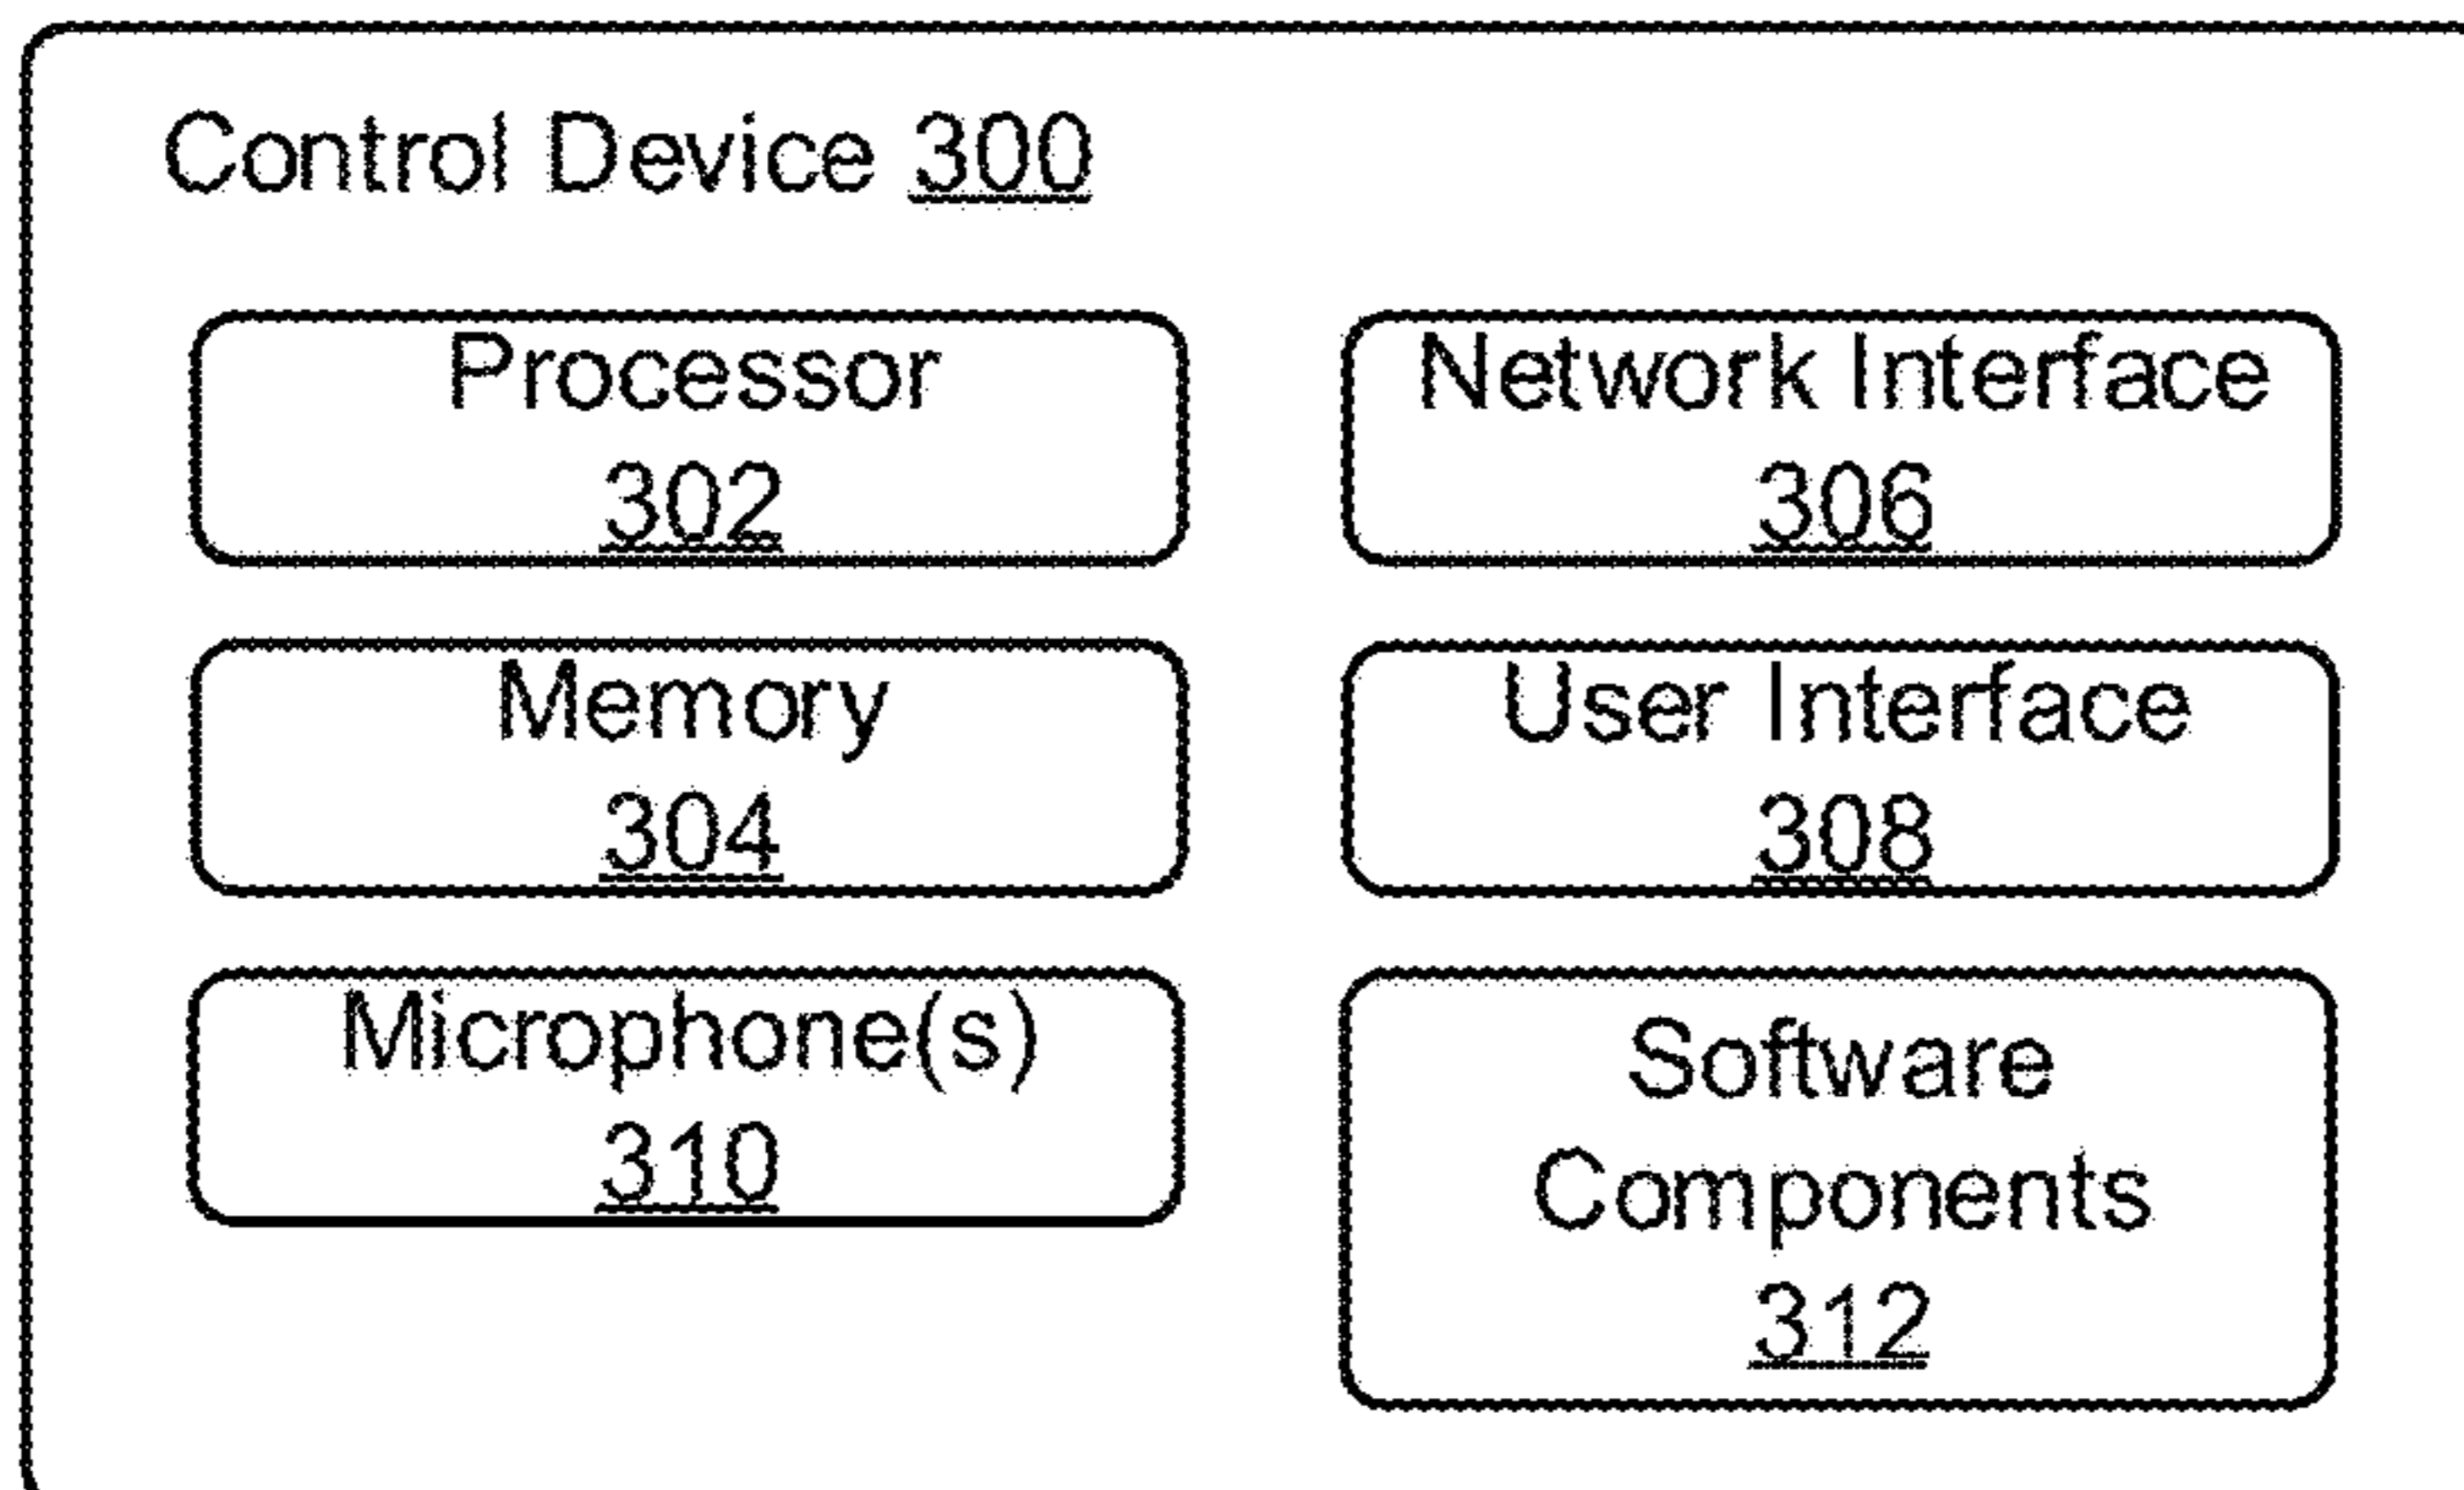 Control Device 300
Processor
302
Network Interface
306
Memory
304
User Interface
308
Microphone(s)
310
Software
Components
312